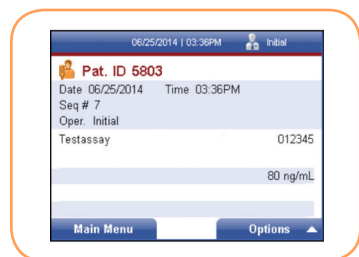 06/25/2014 | 03:36PM Initial
Pat. ID 5803
Date 06/25/2014 Time 03:36PM
Seq # 7
Oper. Initial
Testassay 012345
80 ng/mL
Main Menu Options